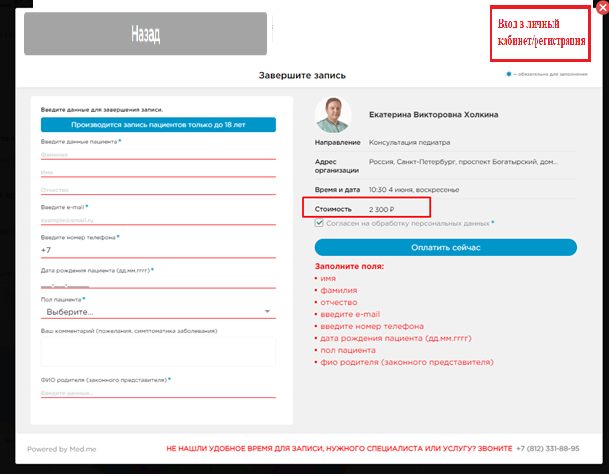 Назад
Вход в личный
кабинет/регистрация
Завершите запись
* — обязательно для заполнения
Введите данные для завершения записи.
Производится запись пациентов только до 18 лет
Введите данные пациента *
Фамилия
Имя
Отчество
Введите e-mail *
example@email.ru
Введите номер телефона *
+7
Дата рождения пациента (дд.мм.гггг) *
__.__.____
Пол пациента *
Выберите...
Ваш комментарий (пожелания, симптоматика заболевания)
ФИО родителя (законного представителя) *
Введите данные...
Екатерина Викторовна Холкина
Направление Консультация педиатра
Адрес организации Россия, Санкт-Петербург, проспект Богатырский, дом...
Время и дата 10:30 4 июня, воскресенье
Стоимость 2 300 ₽
Согласен на обработку персональных данных *
Оплатить сейчас
Заполните поля:
• имя
• фамилия
• отчество
• введите e-mail
• введите номер телефона
• дата рождения пациента (дд.мм.гггг)
• пол пациента
• фио родителя (законного представителя)
Powered by Med.me
НЕ НАШЛИ УДОБНОЕ ВРЕМЯ ДЛЯ ЗАПИСИ, НУЖНОГО СПЕЦИАЛИСТА ИЛИ УСЛУГУ? ЗВОНИТЕ +7 (812) 331-88-95